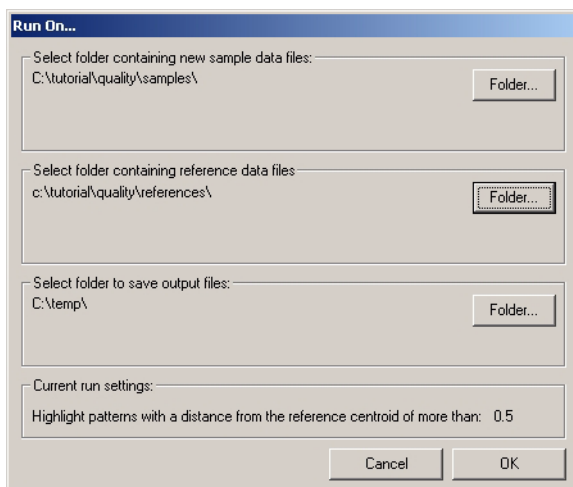 Run On...
Select folder containing new sample data files:
C:\tutorial\quality\samples\
Folder...
Select folder containing reference data files
c:\tutorial\quality\references\
Folder...
Select folder to save output files:
C:\temp\
Folder...
Current run settings:
Highlight patterns with a distance from the reference centroid of more than: 0.5
Cancel OK